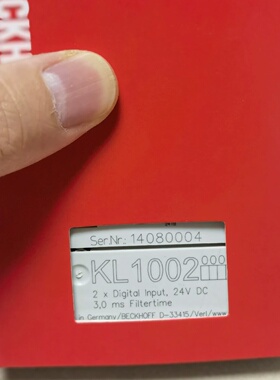 BECKHOFF
Ser.Nr.: 14080004
KL1002
2 x Digital Input, 24V DC
3,0 ms Filtertime
in Germany/BECKHOFF D-33415/Verl/www